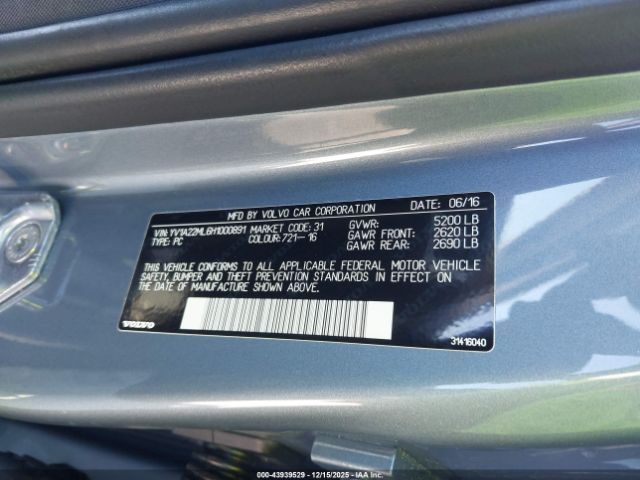 MFD BY VOLVO CAR CORPORATION DATE: 06/16
VIN: YV1A22ML6H1000891 MARKET CODE: 31 GVWR: 5200 LB
TYPE: PC COLOUR: 721-16 GAWR FRONT: 2620 LB
GAWR REAR: 2690 LB
THIS VEHICLE CONFORMS TO ALL APPLICABLE FEDERAL MOTOR VEHICLE
SAFETY, BUMPER AND THEFT PREVENTION STANDARDS IN EFFECT ON
THE DATE OF MANUFACTURE SHOWN ABOVE.
VOLVO 31416040
00-43939529 - 12/15/2025 - IAA Inc.